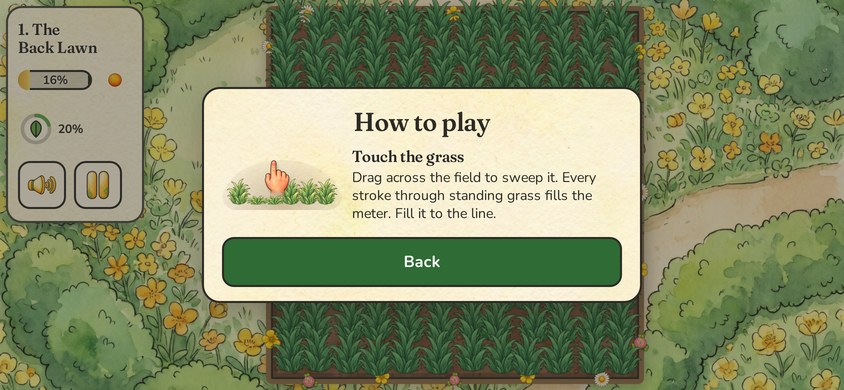 1. The
Back Lawn
16%
20%
How to play
Touch the grass
Drag across the field to sweep it. Every
stroke through standing grass fills the
meter. Fill it to the line.
Back